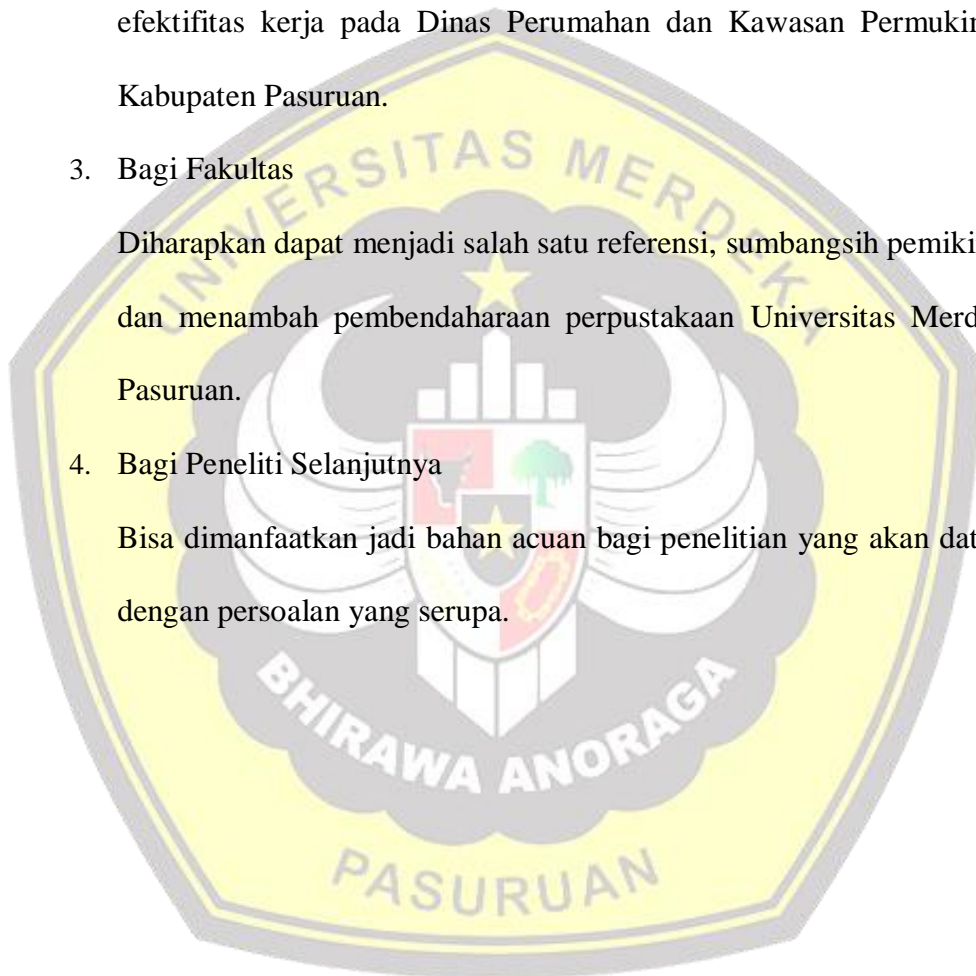 efektifitas kerja pada Dinas Perumahan dan Kawasan Permukim
Kabupaten Pasuruan.
3. Bagi Fakultas
Diharapkan dapat menjadi salah satu referensi, sumbangsih pemiki
dan menambah pembendaharaan perpustakaan Universitas Merd
Pasuruan.
4. Bagi Peneliti Selanjutnya
Bisa dimanfaatkan jadi bahan acuan bagi penelitian yang akan dat
dengan persoalan yang serupa.
UNIVERSITAS MERDEKA
BHIRAWA ANORAGA
PASURUAN